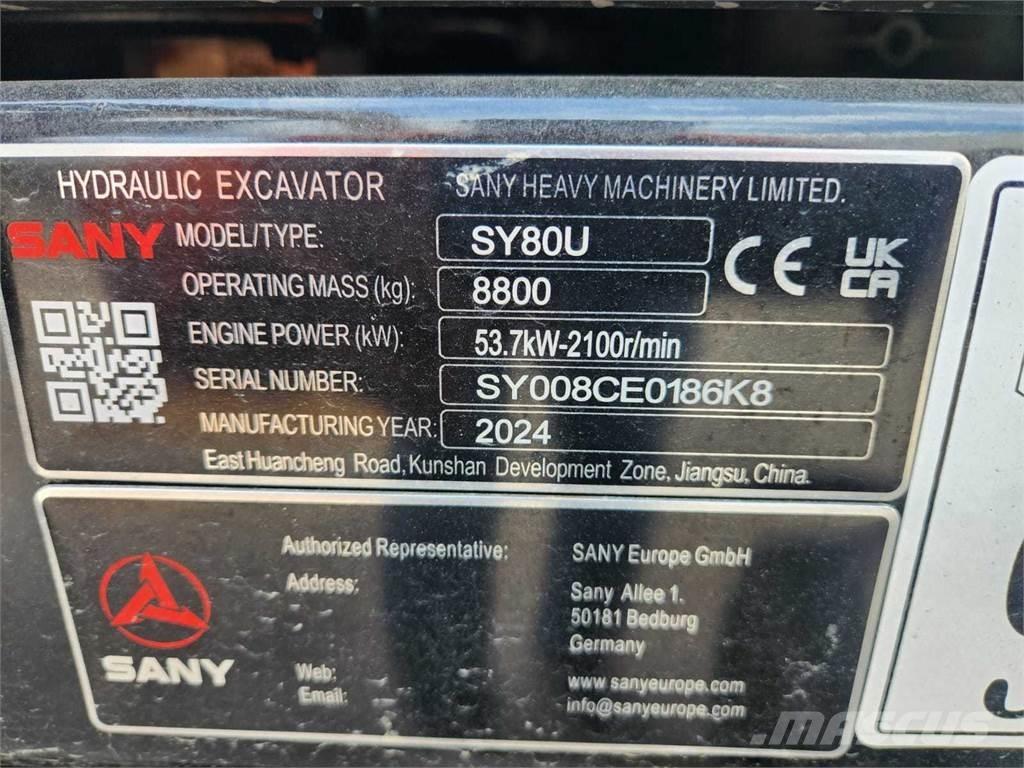 HYDRAULIC EXCAVATOR SANY HEAVY MACHINERY LIMITED.
SANY MODEL/TYPE: SY80U CE UK CA
OPERATING MASS (kg): 8800
ENGINE POWER (kW): 53.7kW-2100r/min
SERIAL NUMBER: SY008CE0186K8
MANUFACTURING YEAR: 2024
East Huancheng Road, Kunshan Development Zone, Jiangsu, China.
Authorized Representative: SANY Europe GmbH
Address: Sany Allee 1.
50181 Bedburg
Germany
SANY
Web: www.sanyeurope.com
Email: info@sanyeurope.com
MASCUS